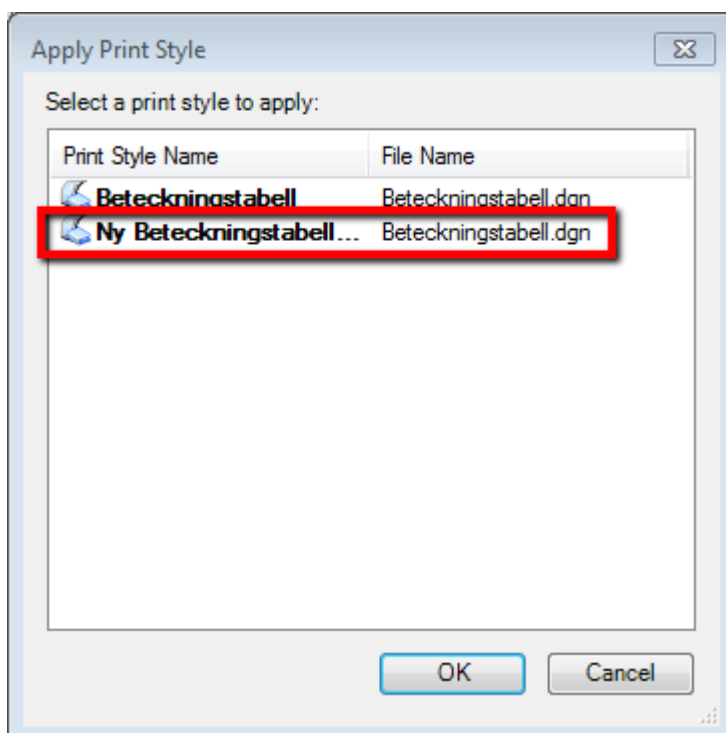 Apply Print Style
Select a print style to apply:
Print Style Name File Name
Beteckningstabell Beteckningstabell.dgn
Ny Beteckningstabell... Beteckningstabell.dgn
OK Cancel